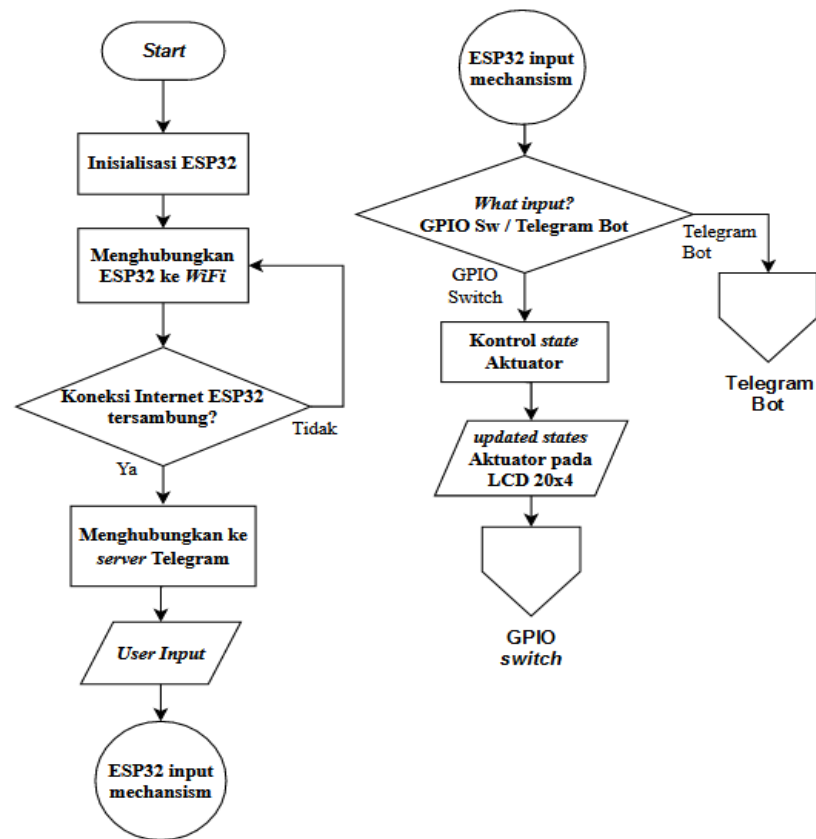 Start
Inisialisasi ESP32
Menghubungkan
ESP32 ke WiFi
Koneksi Internet ESP32
tersambung?
Tidak
Ya
Menghubungkan ke
server Telegram
User Input
ESP32 input
mechansism
ESP32 input
mechansism
What input?
GPIO Sw / Telegram Bot
Telegram
Bot
GPIO
Switch
Kontrol state
Aktuator
updated states
Aktuator pada
LCD 20x4
Telegram
Bot
GPIO
switch